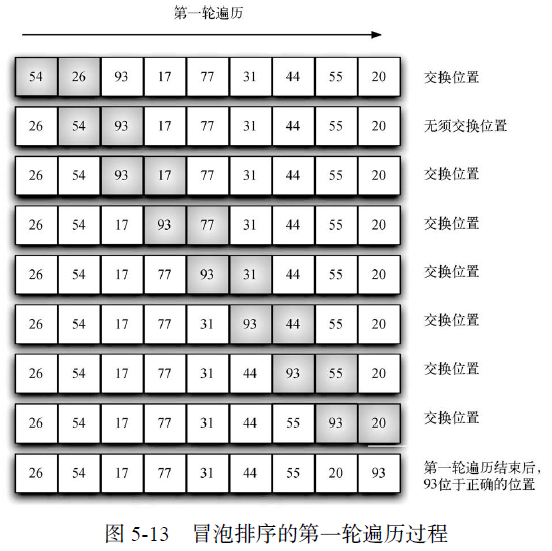 第一轮遍历
54 26 93 17 77 31 44 55 20 交换位置
26 54 93 17 77 31 44 55 20 无须交换位置
26 54 93 17 77 31 44 55 20 交换位置
26 54 17 93 77 31 44 55 20 交换位置
26 54 17 77 93 31 44 55 20 交换位置
26 54 17 77 31 93 44 55 20 交换位置
26 54 17 77 31 44 93 55 20 交换位置
26 54 17 77 31 44 55 93 20 交换位置
26 54 17 77 31 44 55 20 93 第一轮遍历结束后，
93位于正确的位置
图 5-13 冒泡排序的第一轮遍历过程